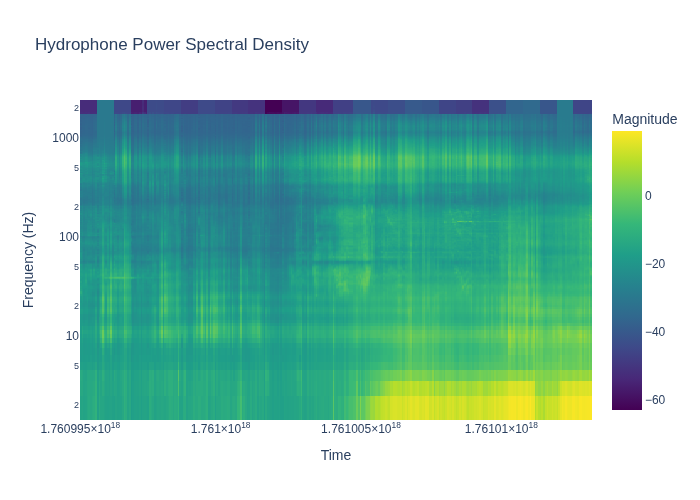 Hydrophone Power Spectral Density
Magnitude
Frequency (Hz)
2
1000
5
2
100
5
2
10
5
2
0
−20
−40
−60
1.760995×10¹⁸ 1.761×10¹⁸ 1.761005×10¹⁸ 1.76101×10¹⁸
Time